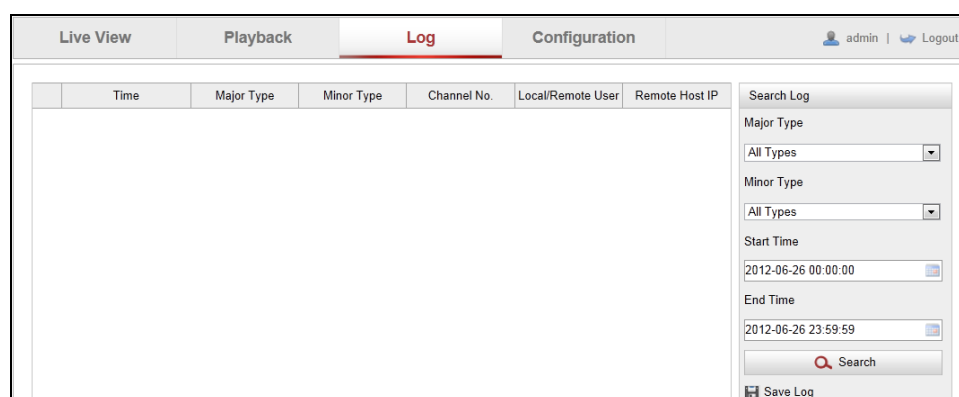 Live View Playback Log Configuration admin | Logout
Time Major Type Minor Type Channel No. Local/Remote User Remote Host IP
Search Log
Major Type
All Types
Minor Type
All Types
Start Time
2012-06-26 00:00:00
End Time
2012-06-26 23:59:59
Search
Save Log